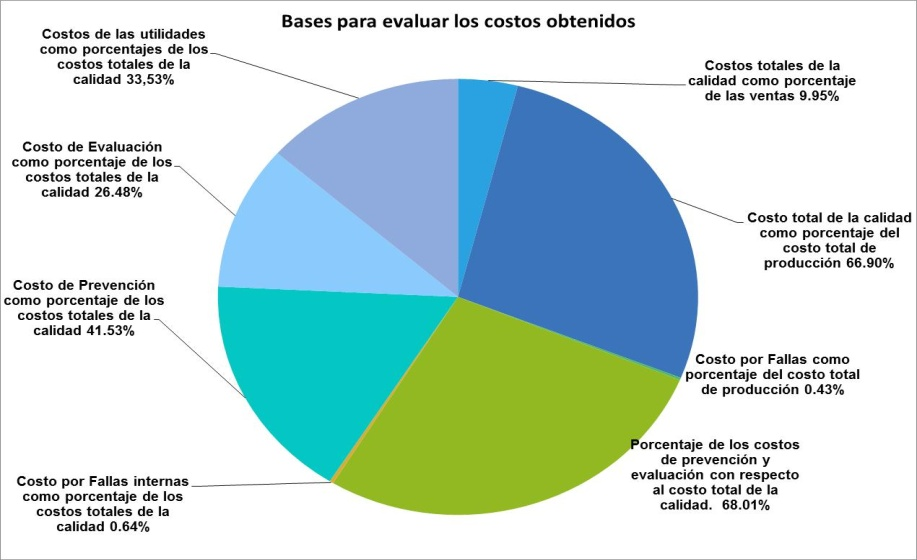 Bases para evaluar los costos obtenidos
Costos de las utilidades
como porcentajes de los
costos totales de la
calidad 33,53%
Costos totales de la
calidad como porcentaje
de las ventas 9.95%
Costo de Evaluación
como porcentaje de los
costos totales de la
calidad 26.48%
Costo total de la calidad
como porcentaje del
costo total de
producción 66.90%
Costo de Prevención
como porcentaje de los
costos totales de la
calidad 41.53%
Costo por Fallas como
porcentaje del costo total
de producción 0.43%
Porcentaje de los costos
de prevención y
evaluación con respecto
al costo total de la
calidad.  68.01%
Costo por Fallas internas
como porcentaje de los
costos totales de la
calidad 0.64%